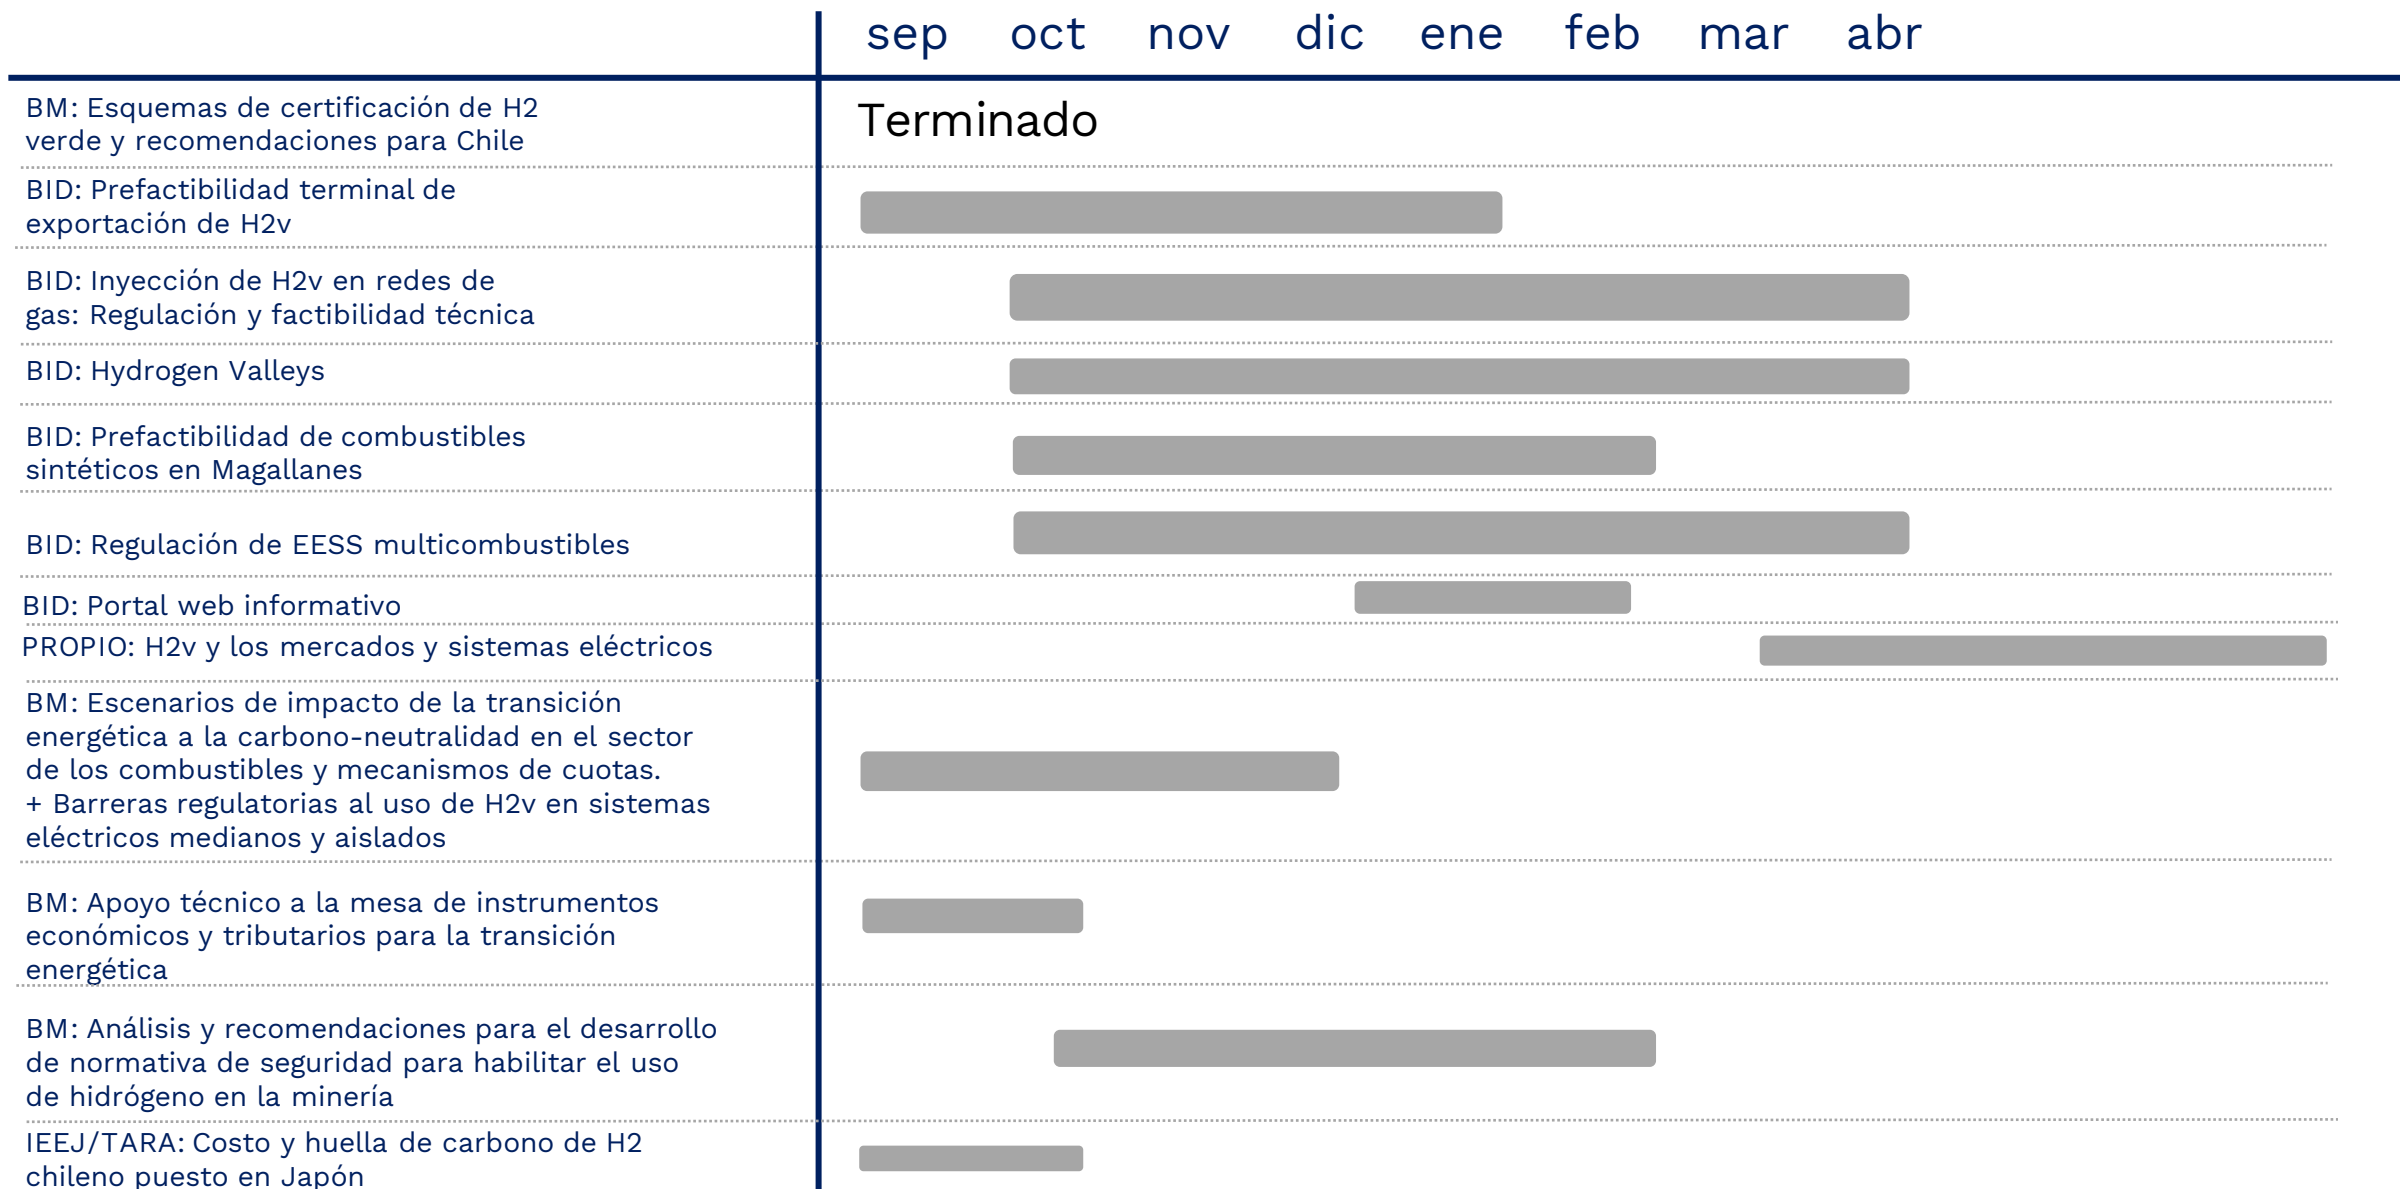 sep oct nov dic ene feb mar abr
BM: Esquemas de certificación de H2
verde y recomendaciones para Chile
Terminado
BID: Prefactibilidad terminal de
exportación de H2v
BID: Inyección de H2v en redes de
gas: Regulación y factibilidad técnica
BID: Hydrogen Valleys
BID: Prefactibilidad de combustibles
sintéticos en Magallanes
BID: Regulación de EESS multicombustibles
BID: Portal web informativo
PROPIO: H2v y los mercados y sistemas eléctricos
BM: Escenarios de impacto de la transición
energética a la carbono-neutralidad en el sector
de los combustibles y mecanismos de cuotas.
+ Barreras regulatorias al uso de H2v en sistemas
eléctricos medianos y aislados
BM: Apoyo técnico a la mesa de instrumentos
económicos y tributarios para la transición
energética
BM: Análisis y recomendaciones para el desarrollo
de normativa de seguridad para habilitar el uso
de hidrógeno en la minería
IEEJ/TARA: Costo y huella de carbono de H2
chileno puesto en Japón